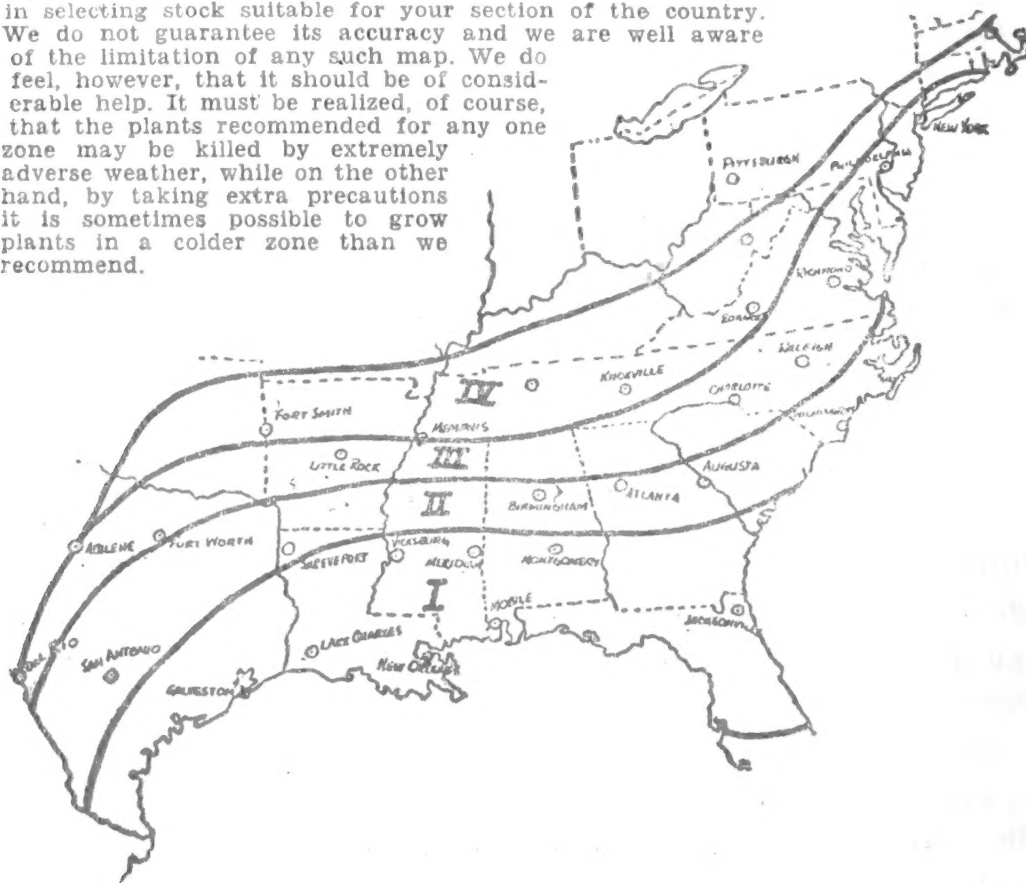 in selecting stock suitable for your section of the country.
We do not guarantee its accuracy and we are well aware
of the limitation of any such map. We do
feel, however, that it should be of consid-
erable help. It must be realized, of course,
that the plants recommended for any one
zone may be killed by extremely
adverse weather, while on the other
hand, by taking extra precautions
it is sometimes possible to grow
plants in a colder zone than we
recommend.
NEW YORK
PITTSBURGH
PHILADELPHIA
RICHMOND
ROANOKE
RALEIGH
KNOXVILLE
CHARLOTTE
IV
FORT SMITH
WILMINGTON
MEMPHIS
LITTLE ROCK
III
AUGUSTA
ATLANTA
II
BIRMINGHAM
ABILENE
FORT WORTH
SHREVEPORT
VICKSBURG
MERIDIAN
MONTGOMERY
I
MOBILE
JACKSONVILLE
DEL RIO
SAN ANTONIO
LAKE CHARLES
NEW ORLEANS
GALVESTON